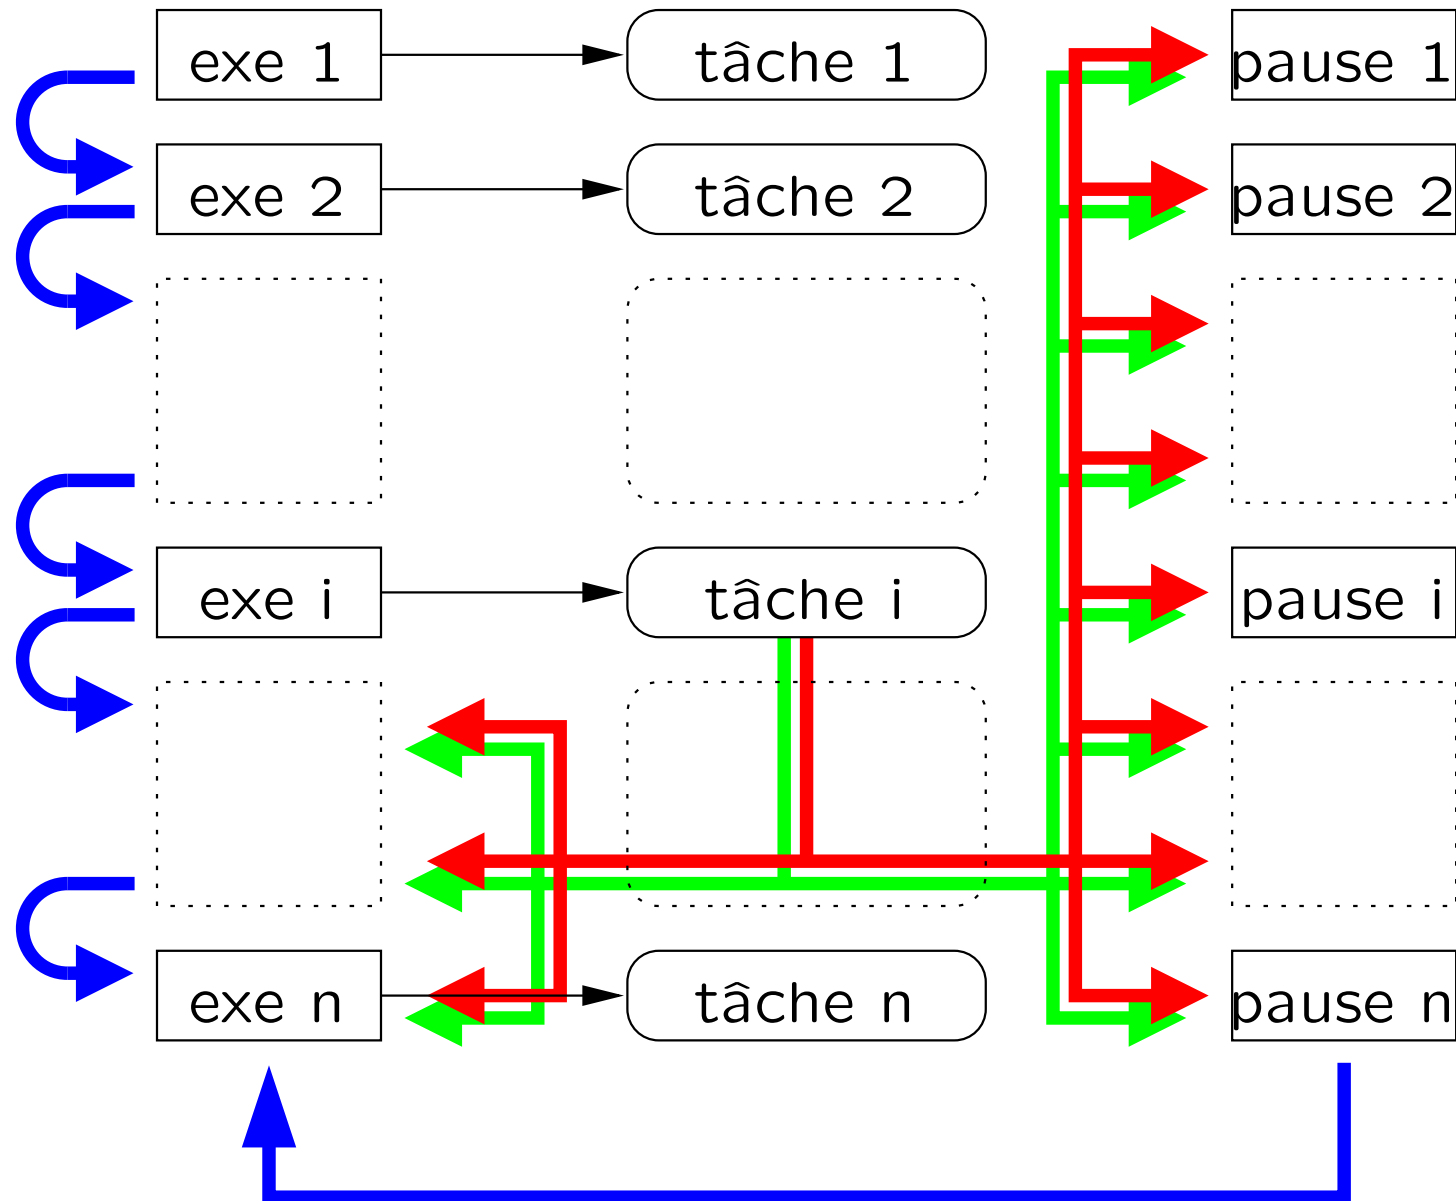 exe 1 tâche 1 pause 1
exe 2 tâche 2 pause 2
exe i tâche i pause i
exe n tâche n pause n